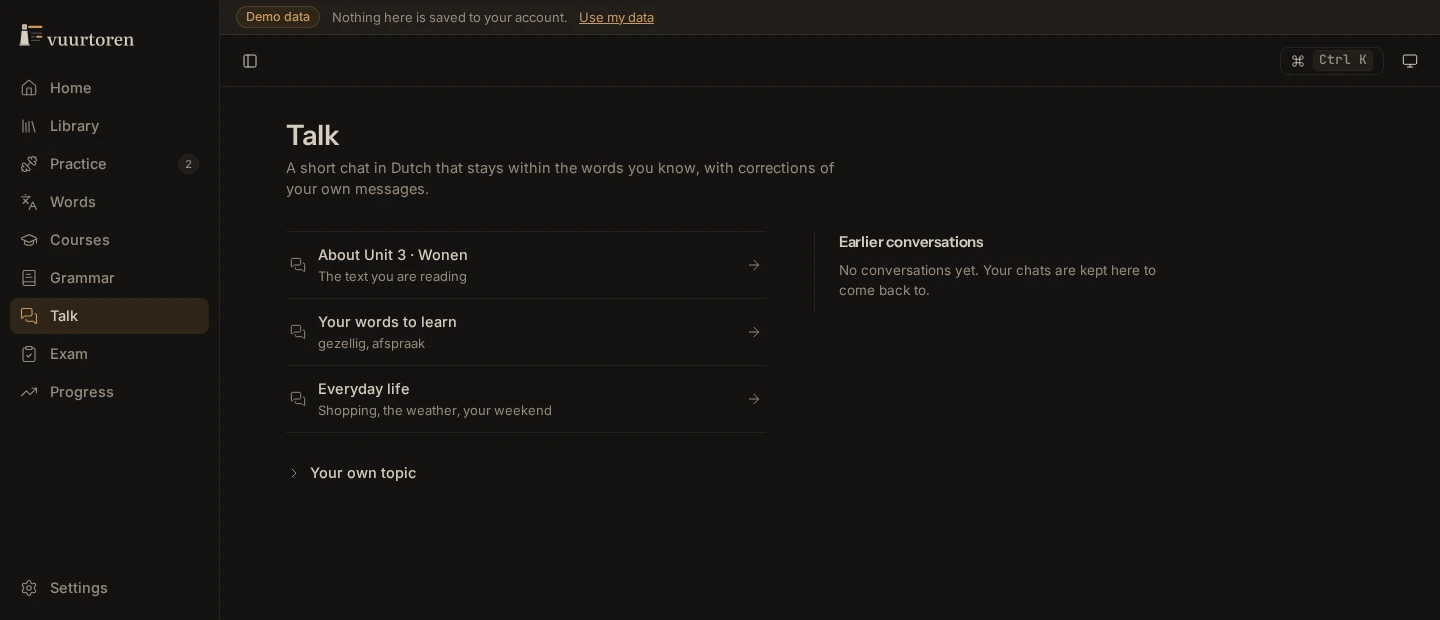 vuurtoren
Demo data
Nothing here is saved to your account.
Use my data
Home
Library
Practice
2
Words
Courses
Grammar
Talk
Exam
Progress
Settings
⌘ Ctrl K
Talk
A short chat in Dutch that stays within the words you know, with corrections of
your own messages.
About Unit 3 · Wonen
The text you are reading
Your words to learn
gezellig, afspraak
Everyday life
Shopping, the weather, your weekend
Your own topic
Earlier conversations
No conversations yet. Your chats are kept here to
come back to.